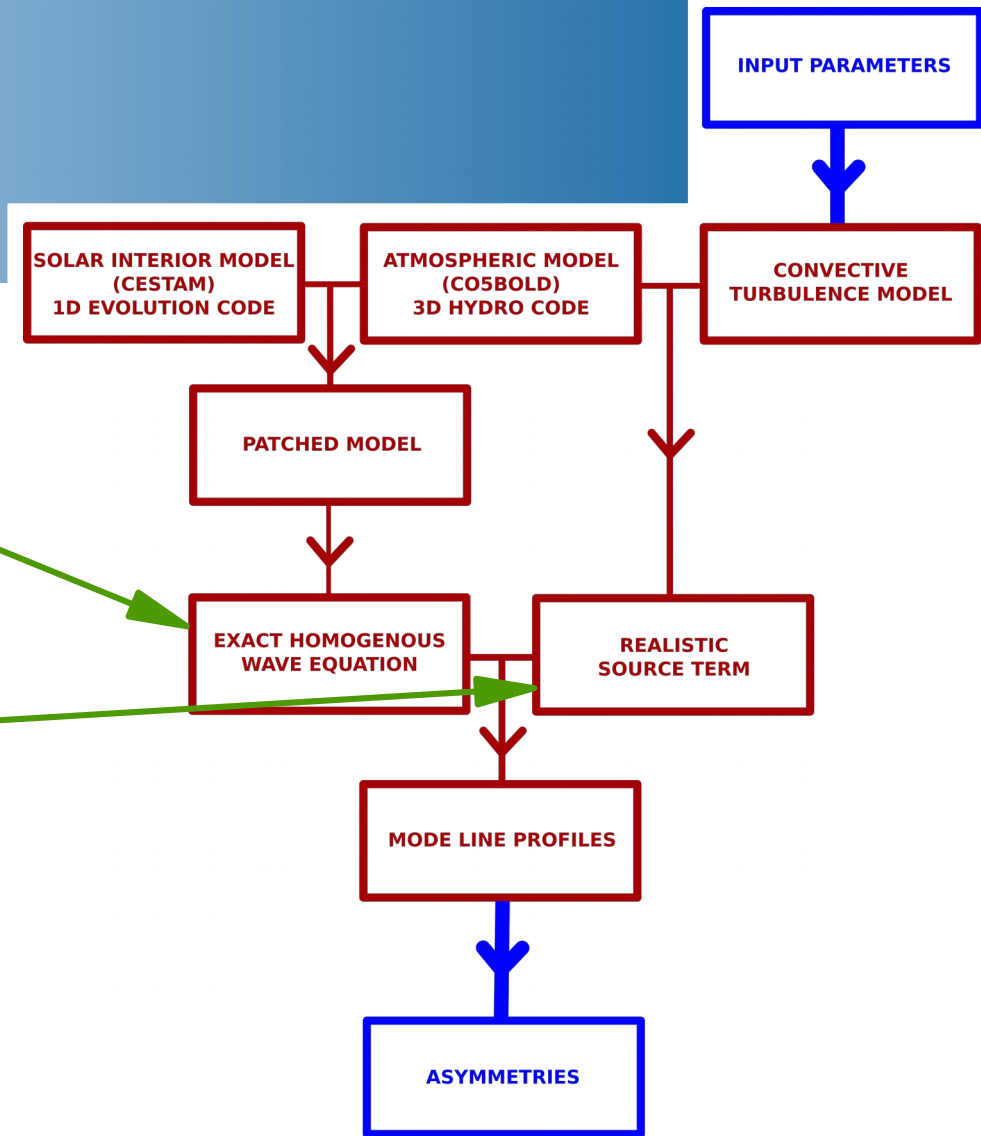 INPUT PARAMETERS
SOLAR INTERIOR MODEL
(CESTAM)
1D EVOLUTION CODE
ATMOSPHERIC MODEL
(CO5BOLD)
3D HYDRO CODE
CONVECTIVE
TURBULENCE MODEL
PATCHED MODEL
EXACT HOMOGENOUS
WAVE EQUATION
REALISTIC
SOURCE TERM
MODE LINE PROFILES
ASYMMETRIES